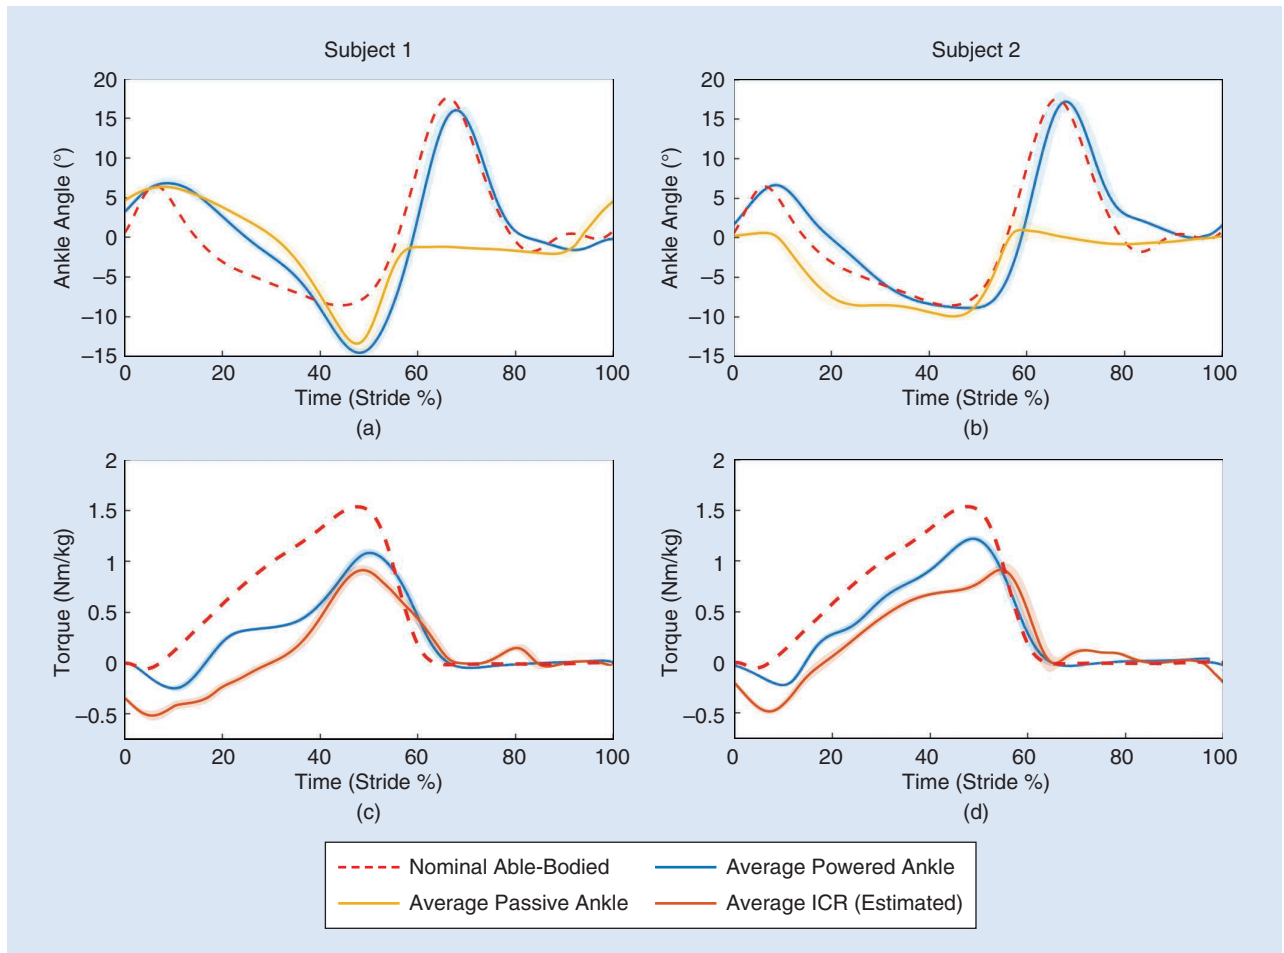 Subject 1
Subject 2
20
15
10
5
0
–5
–10
–15
Ankle Angle (°)
0 20 40 60 80 100
Time (Stride %)
(a)
20
15
10
5
0
–5
–10
–15
Ankle Angle (°)
0 20 40 60 80 100
Time (Stride %)
(b)
2
1.5
1
0.5
0
–0.5
Torque (Nm/kg)
0 20 40 60 80 100
Time (Stride %)
(c)
2
1.5
1
0.5
0
–0.5
Torque (Nm/kg)
0 20 40 60 80 100
Time (Stride %)
(d)
Nominal Able-Bodied
Average Powered Ankle
Average Passive Ankle
Average ICR (Estimated)